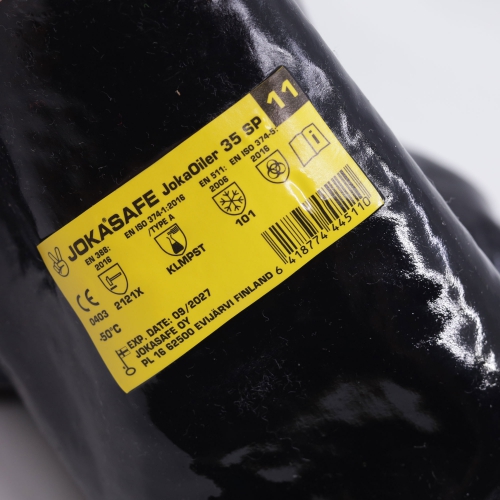 11
JOKASAFE JokaOiler 35 SP
EN 388:
2016
2121X
EN ISO 374-1:2016
TYPE A
KLMPST
EN 511:
2006
101
EN ISO 374-5:
2016
i
CE
0403
-50°C
EXP. DATE: 09/2027
JOKASAFE OY
PL 16 62500 EVIJÄRVI FINLAND
6 418774 445110